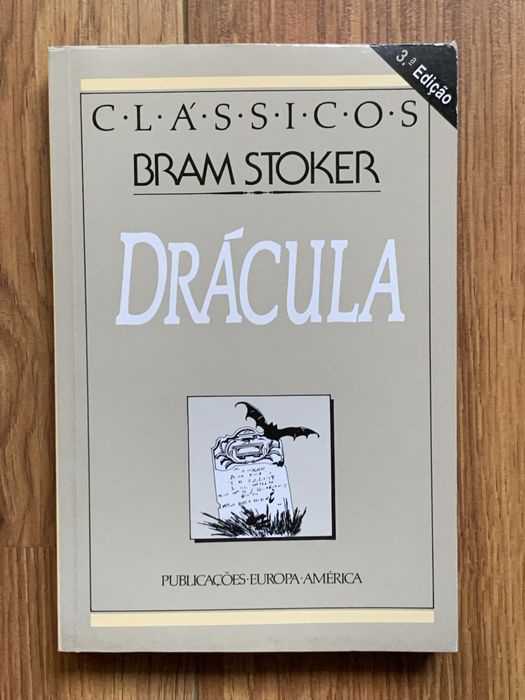 3.ª Edição
C·L·Á·S·S·I·C·O·S
BRAM STOKER
DRÁCULA
PUBLICAÇÕES·EUROPA·AMÉRICA